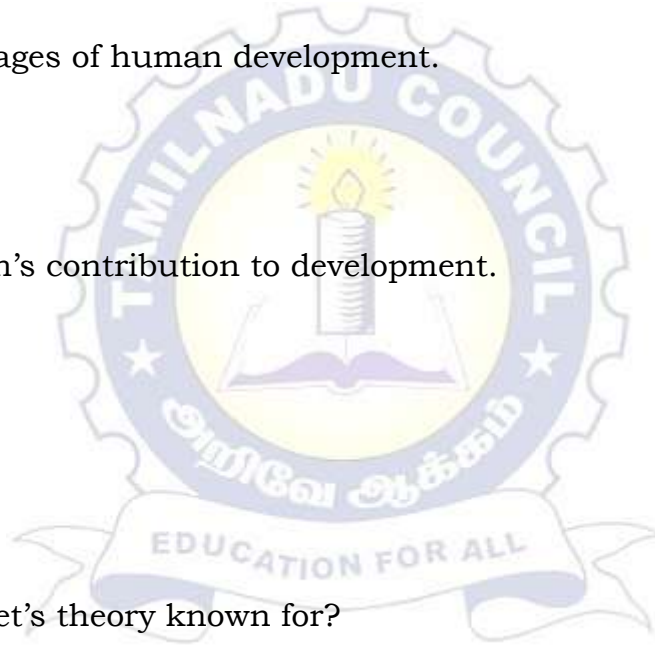 ages of human development.
TAMILNADU COUNCIL
n's contribution to development.
அறிவே ஆக்கம்
EDUCATION FOR ALL
et's theory known for?